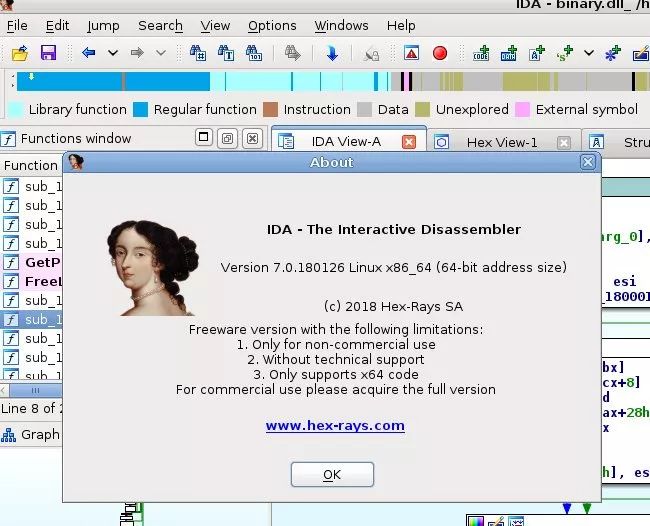 IDA - binary.dll_ /h
File Edit Jump Search View Options Windows Help
Library function Regular function Instruction Data Unexplored External symbol
Functions window
IDA View-A
Hex View-1
Stru
Function
About
sub_1
sub_1
sub_1
sub_1
GetP
FreeL
sub_1
sub_1
sub_1
sub_1
sub_1
Line 8 of 2
Graph
IDA - The Interactive Disassembler
Version 7.0.180126 Linux x86_64 (64-bit address size)
(c) 2018 Hex-Rays SA
Freeware version with the following limitations:
1. Only for non-commercial use
2. Without technical support
3. Only supports x64 code
For commercial use please acquire the full version
www.hex-rays.com
OK
arg_0],
esi
_180001
bx]
cx+8]
d
ax+28h
x
h], es